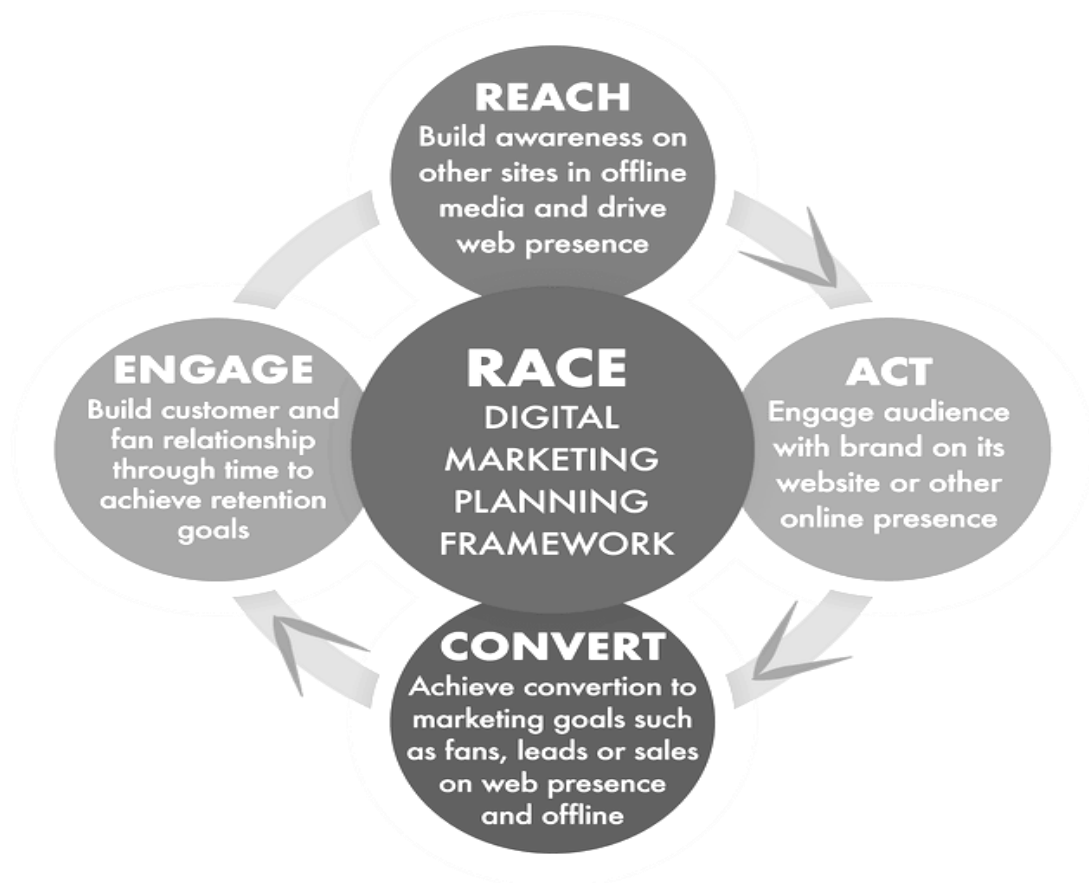 REACH
Build awareness on
other sites in offline
media and drive
web presence
ENGAGE
Build customer and
fan relationship
through time to
achieve retention
goals
RACE
DIGITAL
MARKETING
PLANNING
FRAMEWORK
ACT
Engage audience
with brand on its
website or other
online presence
CONVERT
Achieve convertion to
marketing goals such
as fans, leads or sales
on web presence
and offline